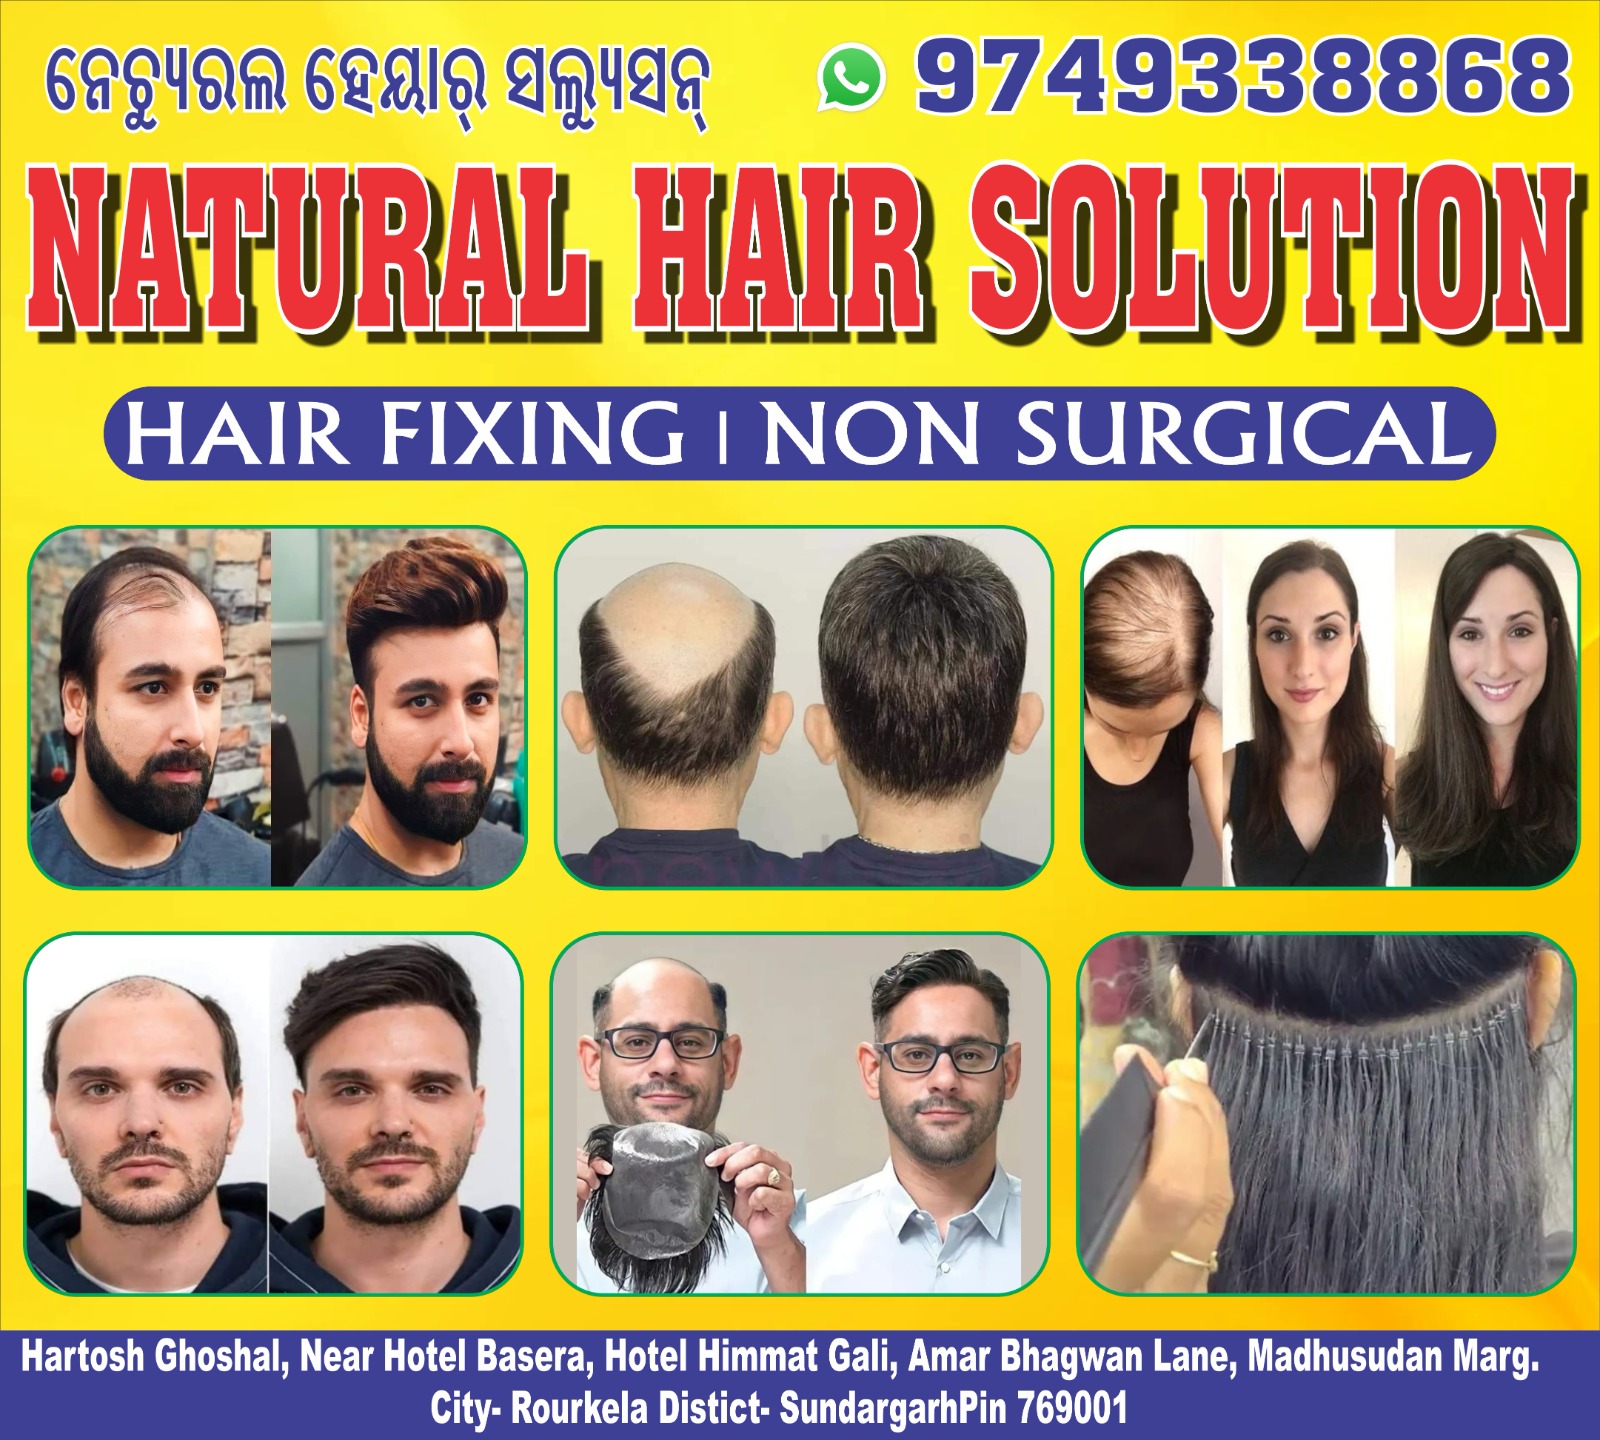 ନେଚ୍ୟୁରଲ ହେୟାର୍ ସଲ୍ୟୁସନ୍ 9749338868
NATURAL HAIR SOLUTION
HAIR FIXING | NON SURGICAL
Hartosh Ghoshal, Near Hotel Basera, Hotel Himmat Gali, Amar Bhagwan Lane, Madhusudan Marg.
City- Rourkela Distict- SundargarhPin 769001